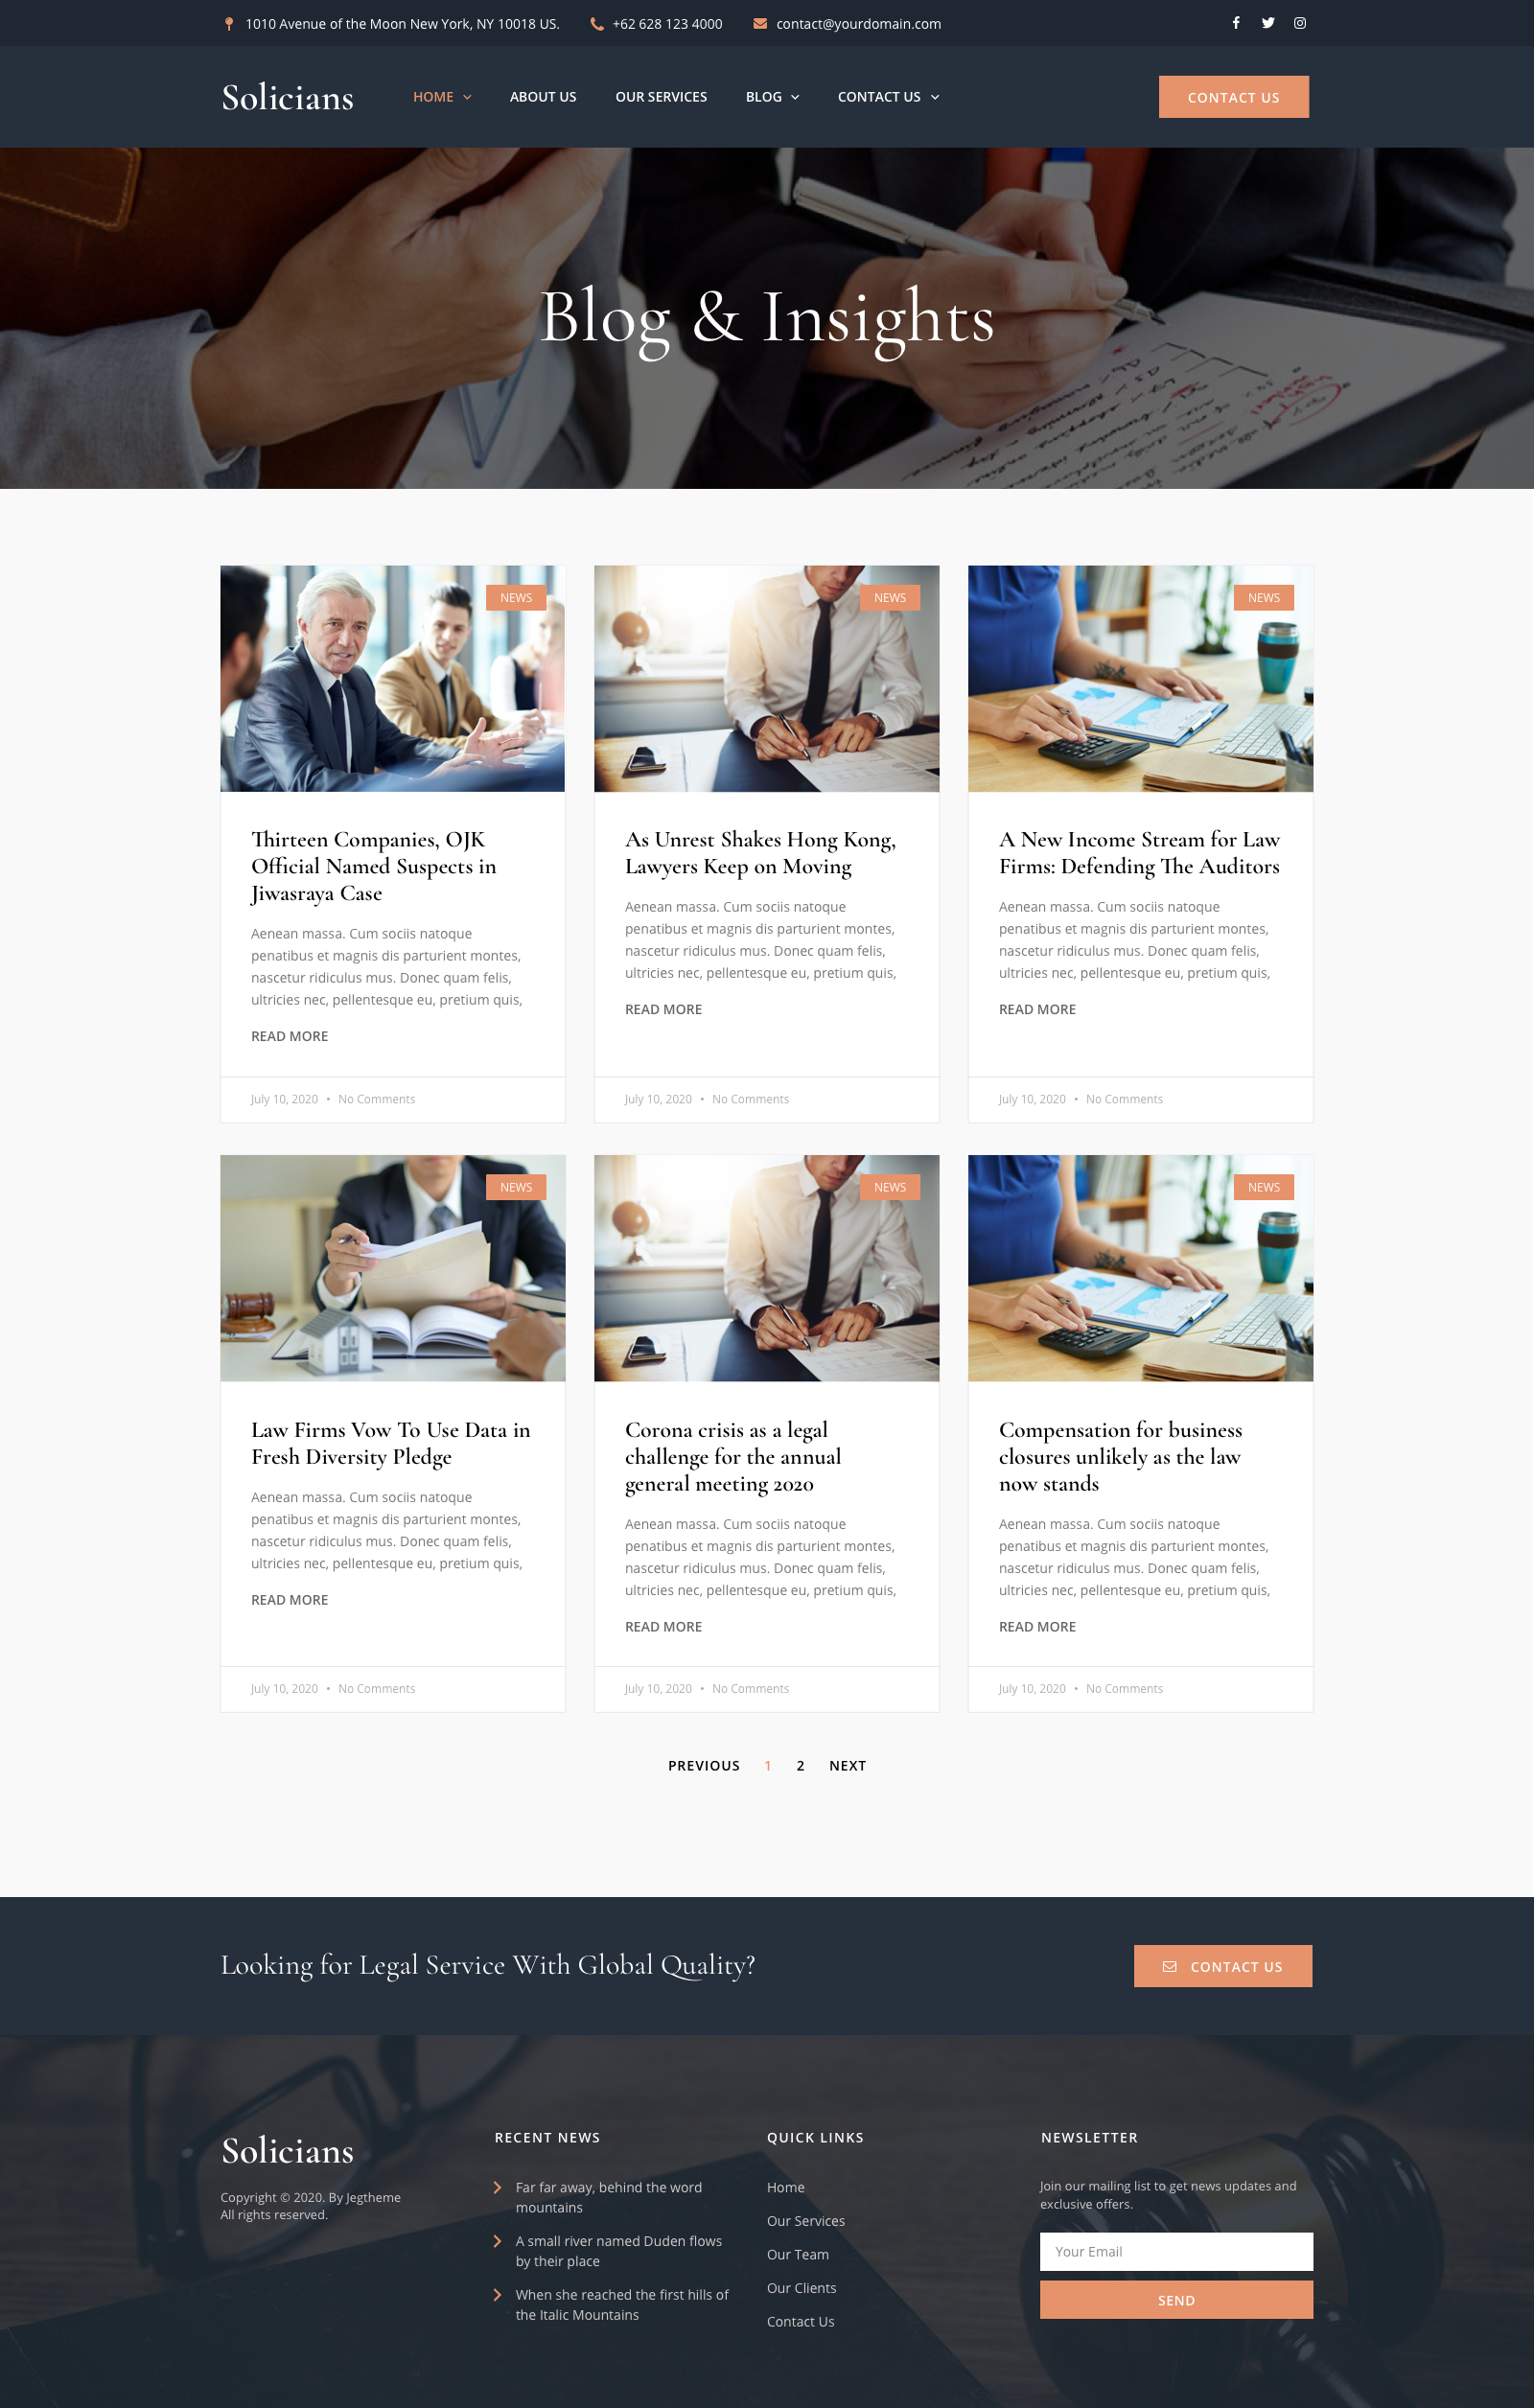 1010 Avenue of the Moon New York, NY 10018 US.
+62 628 123 4000
contact@yourdomain.com
Solicians
HOME
ABOUT US
OUR SERVICES
BLOG
CONTACT US
CONTACT US
Blog & Insights
NEWS
Thirteen Companies, OJK
Official Named Suspects in
Jiwasraya Case
Aenean massa. Cum sociis natoque
penatibus et magnis dis parturient montes,
nascetur ridiculus mus. Donec quam felis,
ultricies nec, pellentesque eu, pretium quis,
READ MORE
July 10, 2020 • No Comments
NEWS
As Unrest Shakes Hong Kong,
Lawyers Keep on Moving
Aenean massa. Cum sociis natoque
penatibus et magnis dis parturient montes,
nascetur ridiculus mus. Donec quam felis,
ultricies nec, pellentesque eu, pretium quis,
READ MORE
July 10, 2020 • No Comments
NEWS
A New Income Stream for Law
Firms: Defending The Auditors
Aenean massa. Cum sociis natoque
penatibus et magnis dis parturient montes,
nascetur ridiculus mus. Donec quam felis,
ultricies nec, pellentesque eu, pretium quis,
READ MORE
July 10, 2020 • No Comments
NEWS
Law Firms Vow To Use Data in
Fresh Diversity Pledge
Aenean massa. Cum sociis natoque
penatibus et magnis dis parturient montes,
nascetur ridiculus mus. Donec quam felis,
ultricies nec, pellentesque eu, pretium quis,
READ MORE
July 10, 2020 • No Comments
NEWS
Corona crisis as a legal
challenge for the annual
general meeting 2020
Aenean massa. Cum sociis natoque
penatibus et magnis dis parturient montes,
nascetur ridiculus mus. Donec quam felis,
ultricies nec, pellentesque eu, pretium quis,
READ MORE
July 10, 2020 • No Comments
NEWS
Compensation for business
closures unlikely as the law
now stands
Aenean massa. Cum sociis natoque
penatibus et magnis dis parturient montes,
nascetur ridiculus mus. Donec quam felis,
ultricies nec, pellentesque eu, pretium quis,
READ MORE
July 10, 2020 • No Comments
PREVIOUS 1 2 NEXT
Looking for Legal Service With Global Quality?
CONTACT US
Solicians
Copyright © 2020. By Jegtheme
All rights reserved.
RECENT NEWS
Far far away, behind the word
mountains
A small river named Duden flows
by their place
When she reached the first hills of
the Italic Mountains
QUICK LINKS
Home
Our Services
Our Team
Our Clients
Contact Us
NEWSLETTER
Join our mailing list to get news updates and
exclusive offers.
Your Email
SEND